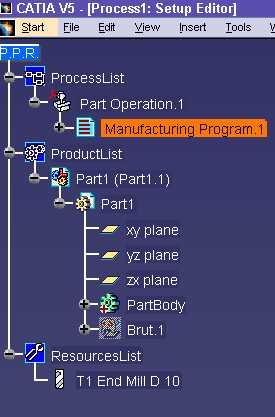 CATIA V5 - [Process1: Setup Editor]
Start File Edit View Insert Tools
P.P.R.
ProcessList
Part Operation.1
Manufacturing Program.1
ProductList
Part1 (Part1.1)
Part1
xy plane
yz plane
zx plane
PartBody
Brut.1
ResourcesList
T1 End Mill D 10